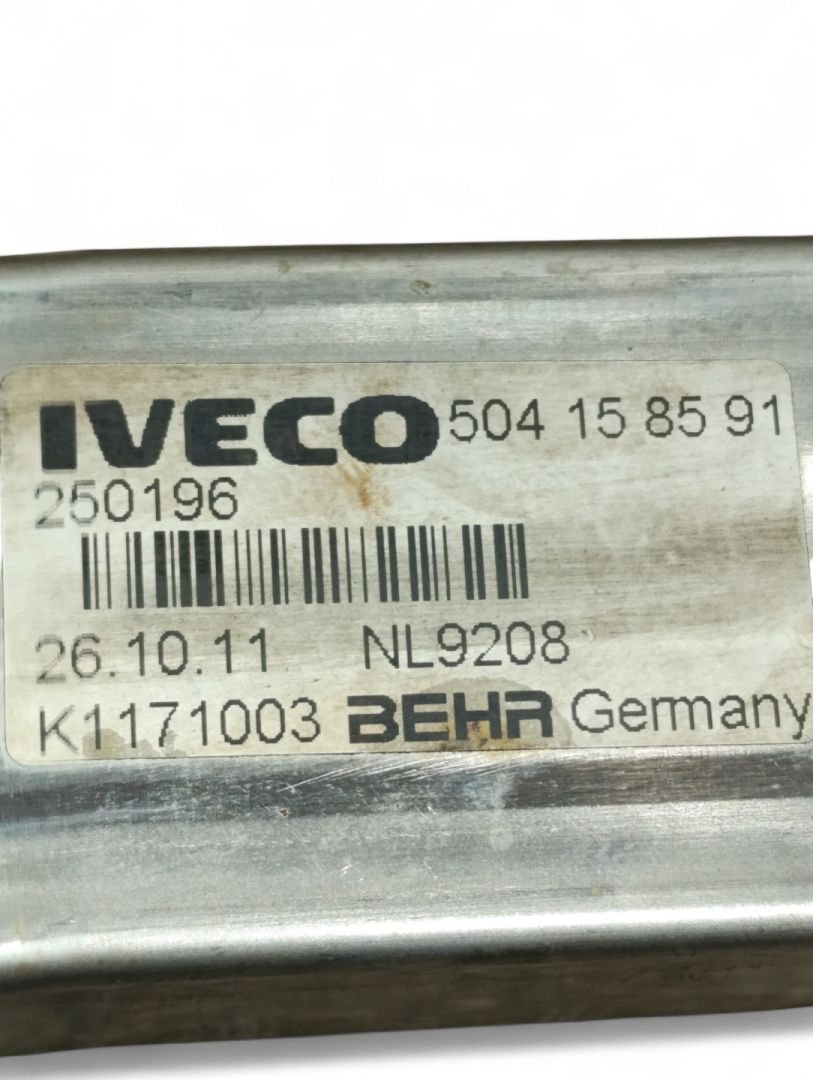 IVECO 504 15 85 91
250196
26.10.11 NL9208
K1171003 BEHR Germany